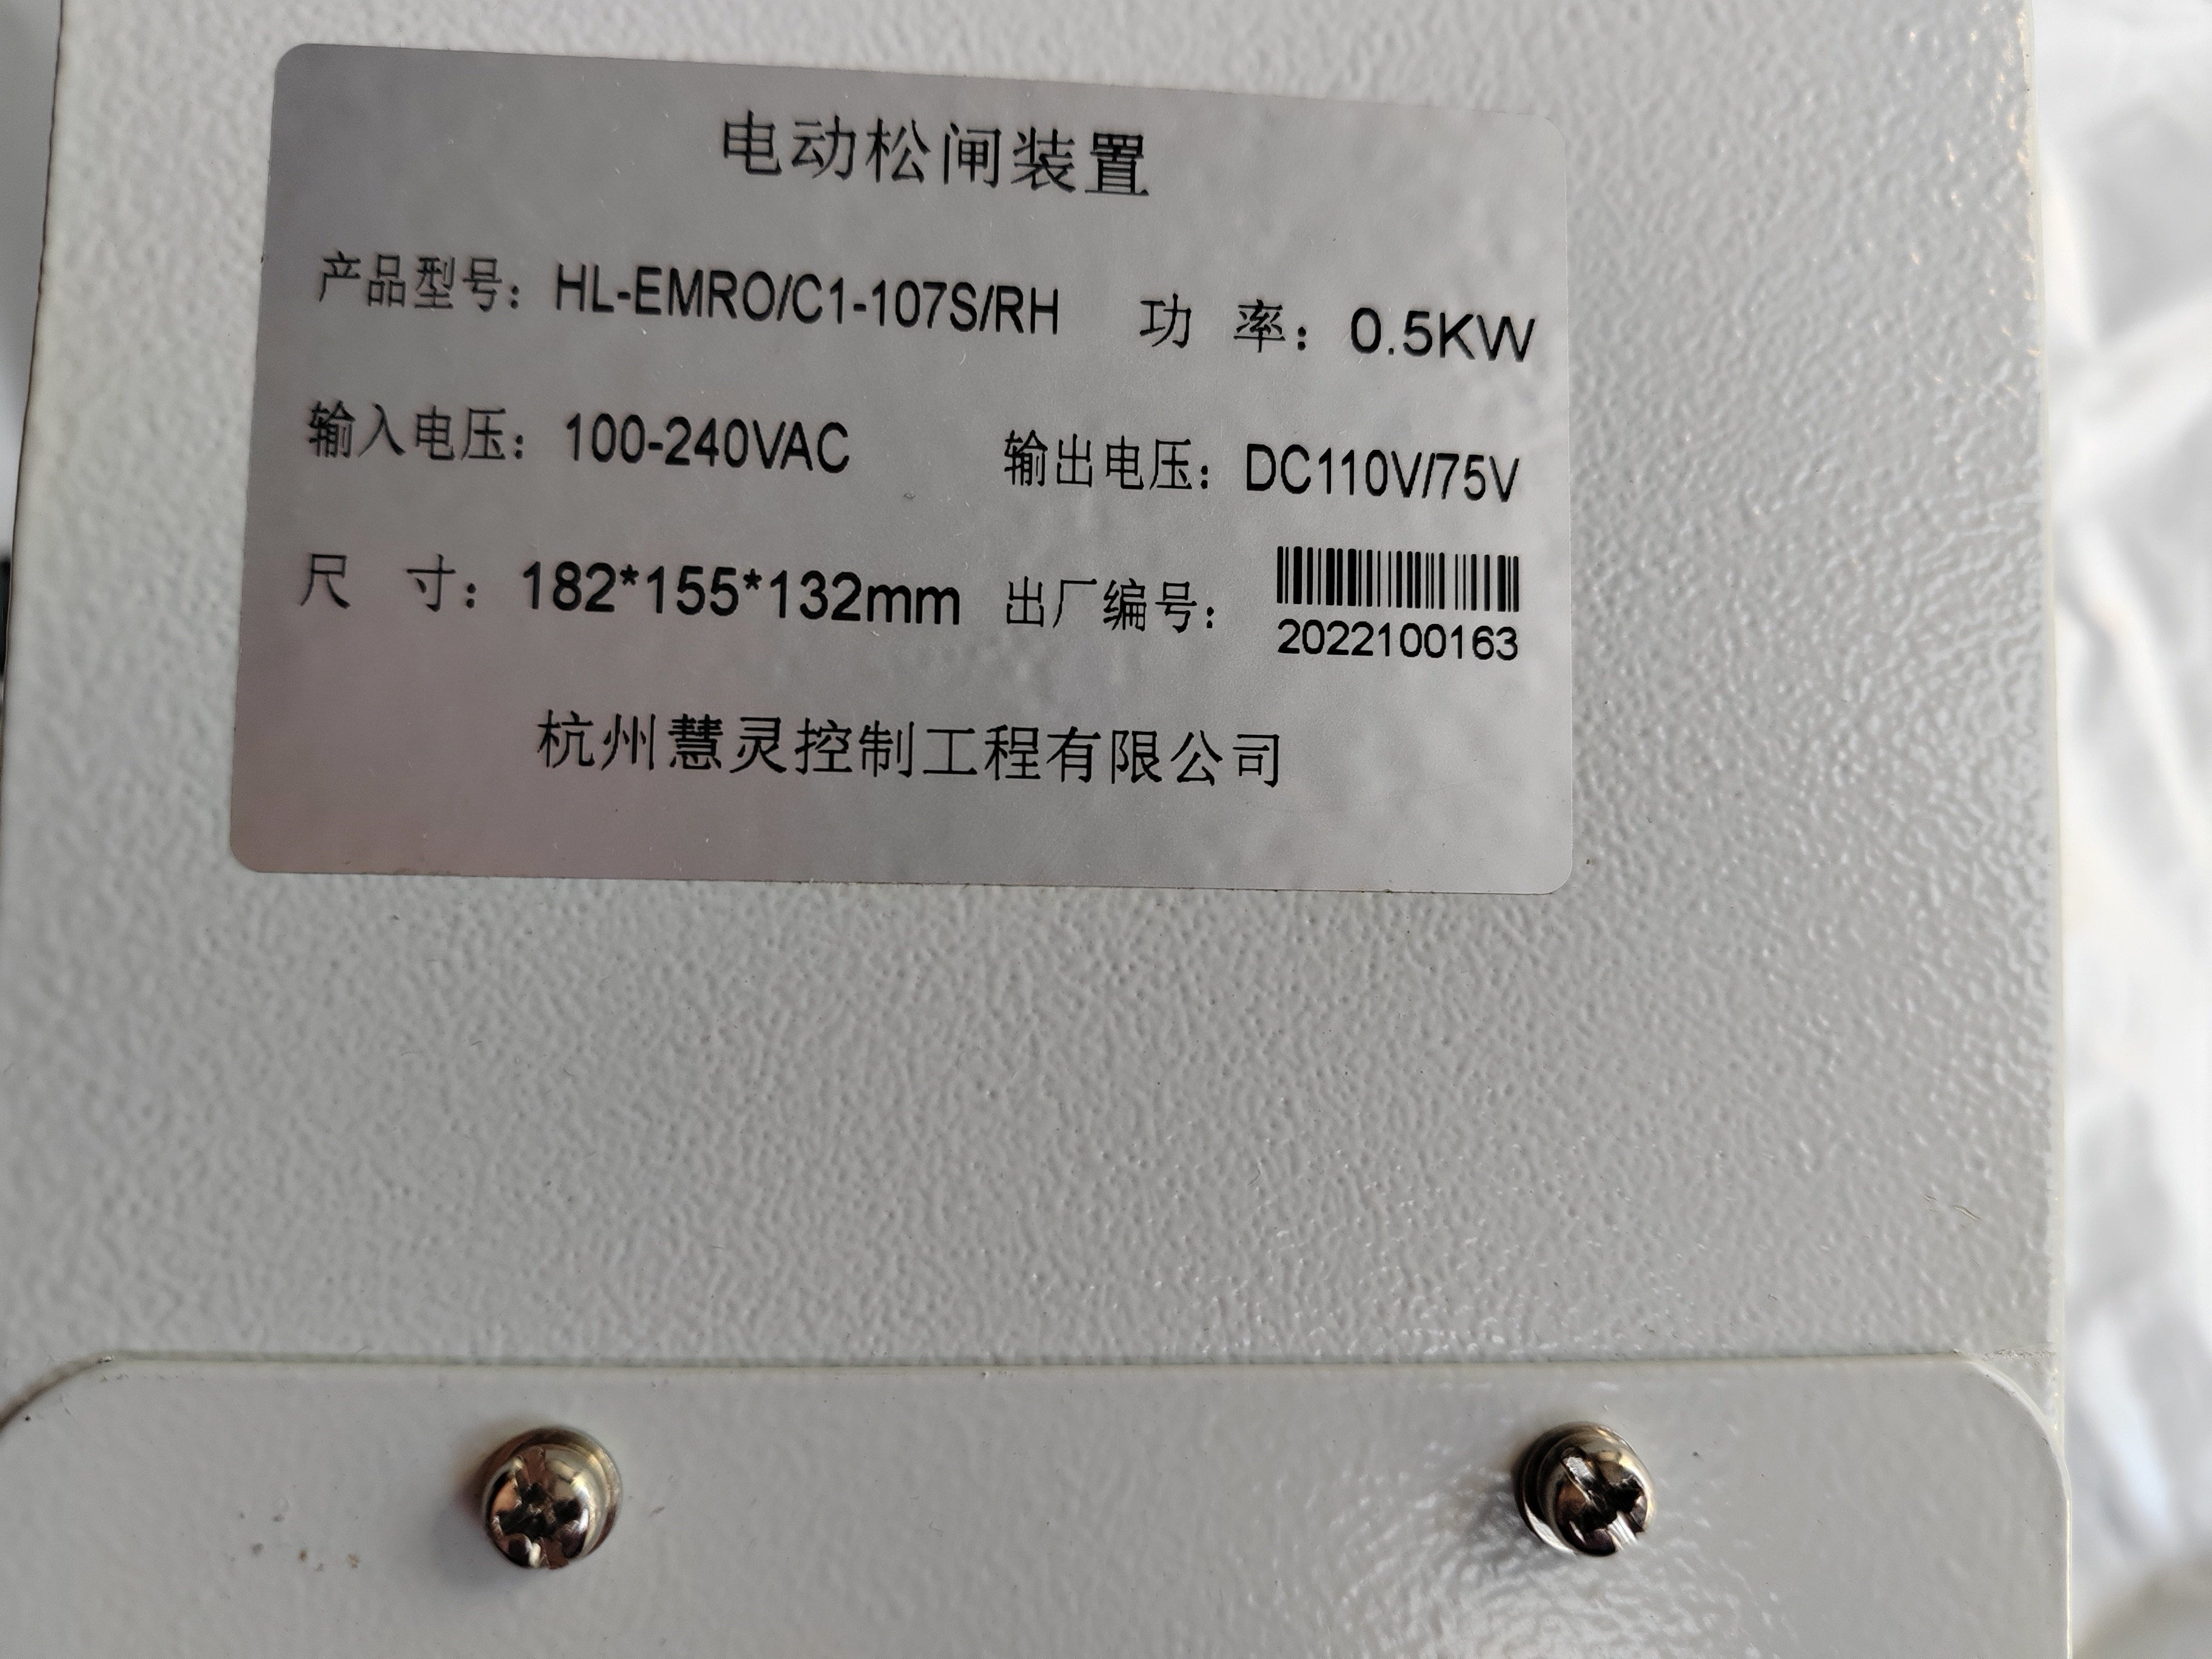 电动松闸装置
产品型号：HL-EMRO/C1-107S/RH 功 率：0.5KW
输入电压：100-240VAC 输出电压：DC110V/75V
尺 寸：182*155*132mm 出厂编号：
2022100163
杭州慧灵控制工程有限公司